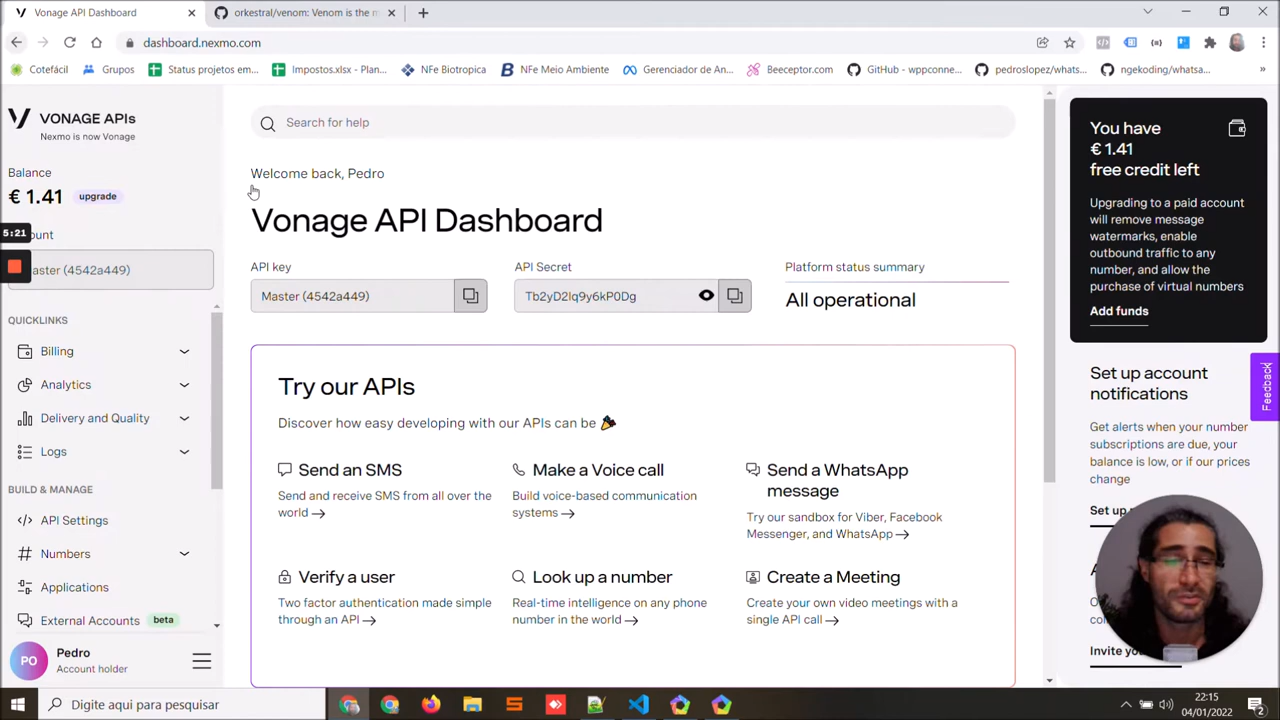 Vonage API Dashboard
orkestral/venom: Venom is the m
dashboard.nexmo.com
Cotefácil
Grupos
Status projetos em...
Impostos.xlsx - Plan...
NFe Biotropica
NFe Meio Ambiente
Gerenciador de An...
Beeceptor.com
GitHub - wppconne...
pedroslopez/whats...
ngekoding/whatsa...
VONAGE APIs
Nexmo is now Vonage
Balance
€ 1.41
upgrade
5:21
ount
aster (4542a449)
QUICKLINKS
Billing
Analytics
Delivery and Quality
Logs
BUILD & MANAGE
API Settings
Numbers
Applications
External Accounts
beta
PO
Pedro
Account holder
Search for help
Welcome back, Pedro
Vonage API Dashboard
API key
Master (4542a449)
API Secret
Tb2yD2lq9y6kP0Dg
Platform status summary
All operational
Try our APIs
Discover how easy developing with our APIs can be
Send an SMS
Send and receive SMS from all over the
world →
Make a Voice call
Build voice-based communication
systems →
Send a WhatsApp
message
Try our sandbox for Viber, Facebook
Messenger, and WhatsApp →
Verify a user
Two factor authentication made simple
through an API →
Look up a number
Real-time intelligence on any phone
number in the world →
Create a Meeting
Create your own video meetings with a
single API call →
You have
€ 1.41
free credit left
Upgrading to a paid account
will remove message
watermarks, enable
outbound traffic to any
number, and allow the
purchase of virtual numbers
Add funds
Feedback
Set up account
notifications
Get alerts when your number
subscriptions are due, your
balance is low, or if our prices
change
Set up
Invite yo
Digite aqui para pesquisar
22:15
04/01/2022
2